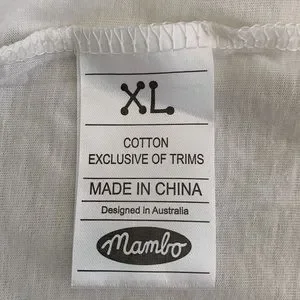 XL
COTTON
EXCLUSIVE OF TRIMS
MADE IN CHINA
Designed in Australia
mambo